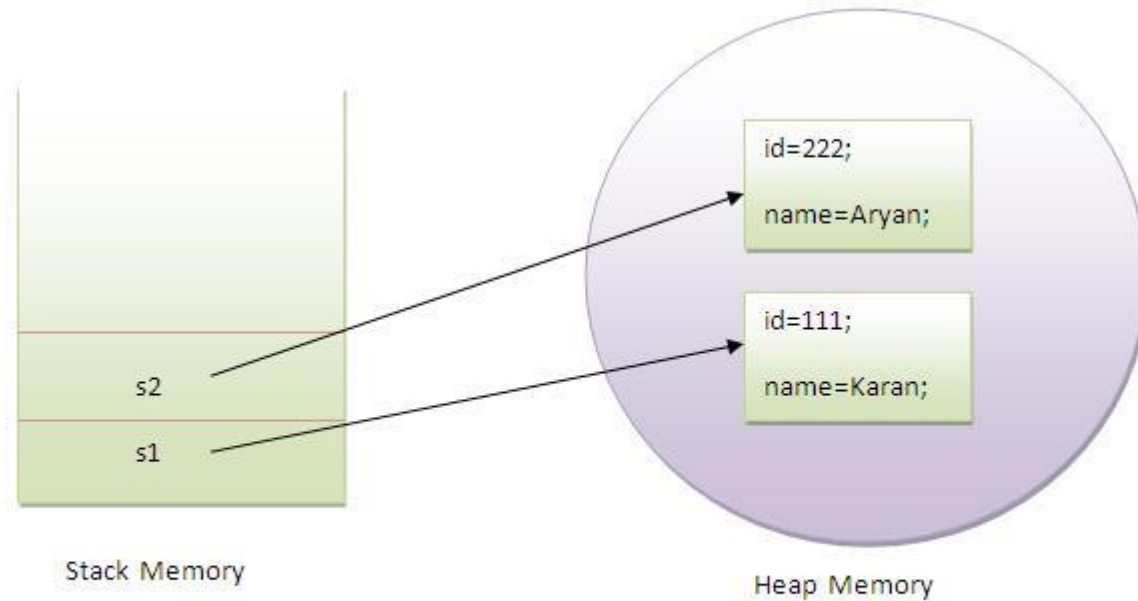 id=222;
name=Aryan;
id=111;
name=Karan;
s2
s1
Stack Memory
Heap Memory